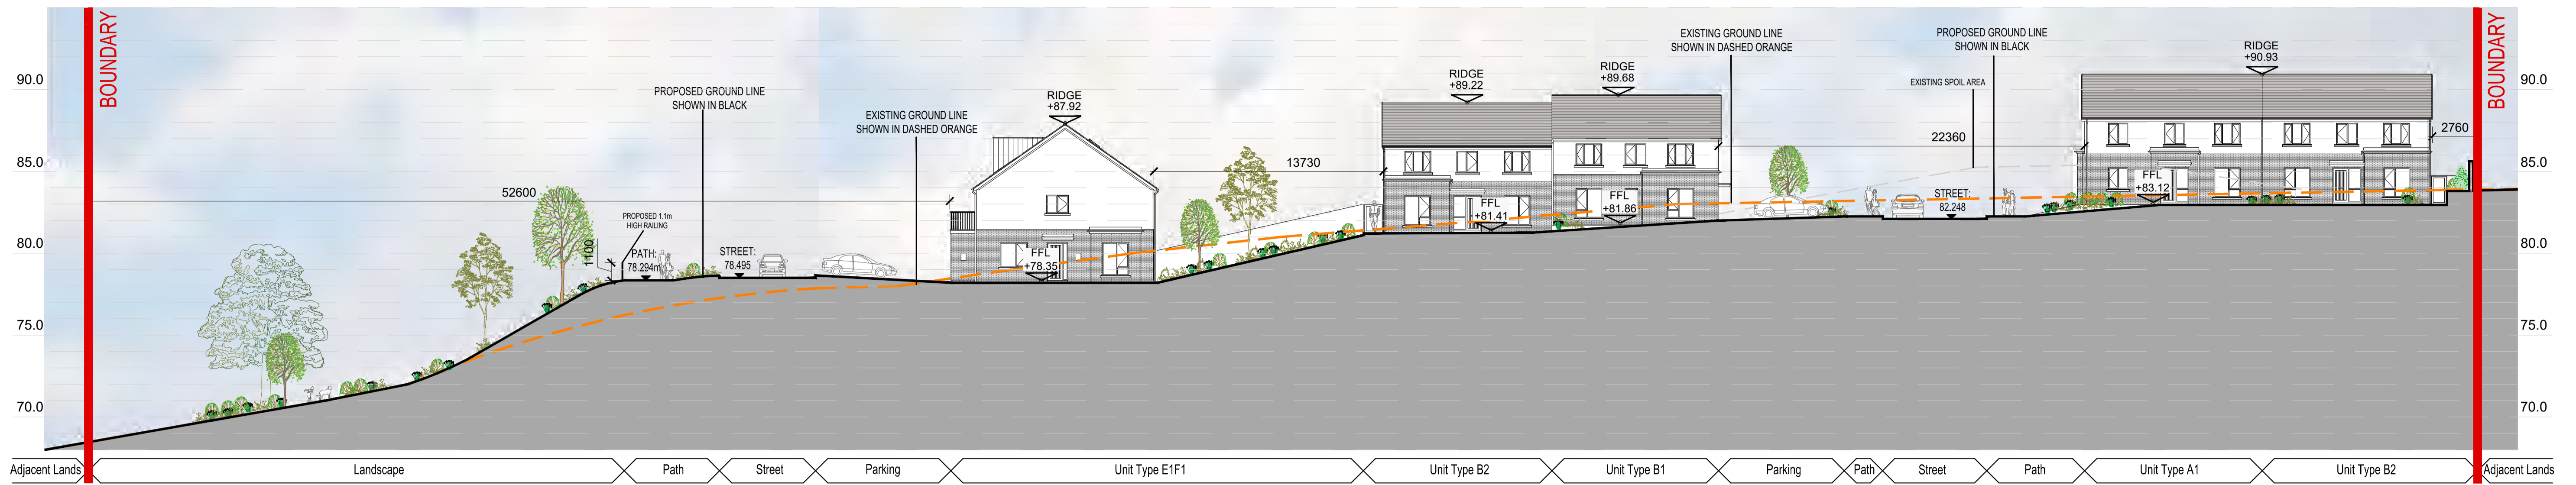 BOUNDARY
90.0
85.0
80.0
75.0
70.0
52600
PROPOSED 1.1m
HIGH RAILING
1100
PATH:
78.294m
PROPOSED GROUND LINE
SHOWN IN BLACK
STREET:
78.495
EXISTING GROUND LINE
SHOWN IN DASHED ORANGE
RIDGE
+87.92
FFL
+78.35
13730
RIDGE
+89.22
FFL
+81.41
RIDGE
+89.68
FFL
+81.86
EXISTING GROUND LINE
SHOWN IN DASHED ORANGE
22360
EXISTING SPOIL AREA
PROPOSED GROUND LINE
SHOWN IN BLACK
STREET:
82.248
RIDGE
+90.93
FFL
+83.12
2760
BOUNDARY
90.0
85.0
80.0
75.0
70.0
Adjacent Lands
Landscape
Path
Street
Parking
Unit Type E1F1
Unit Type B2
Unit Type B1
Parking
Path
Street
Path
Unit Type A1
Unit Type B2
Adjacent Lands